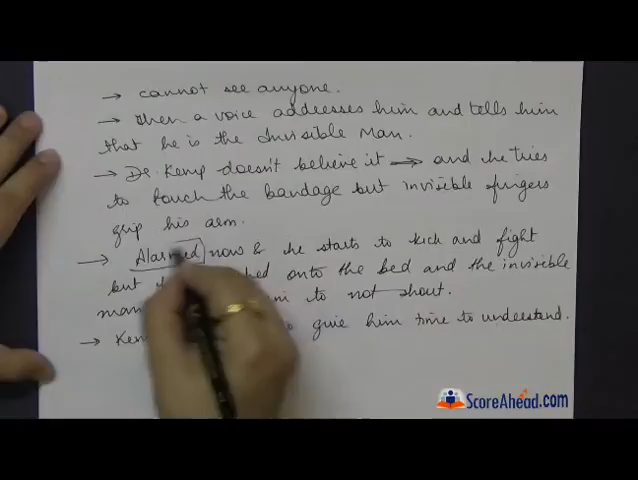 → cannot see anyone.
→ then a voice addresses him and tells him
that he is the Invisible Man.
→ Dr. Kemp doesn't believe it → and he tries
to touch the bandage but invisible fingers
grip his arm.
→ Alarmed now & he starts to kick and fight
but onto the bed and the invisible
man to not shout.
→ give him time to understand.
ScoreAhead.com